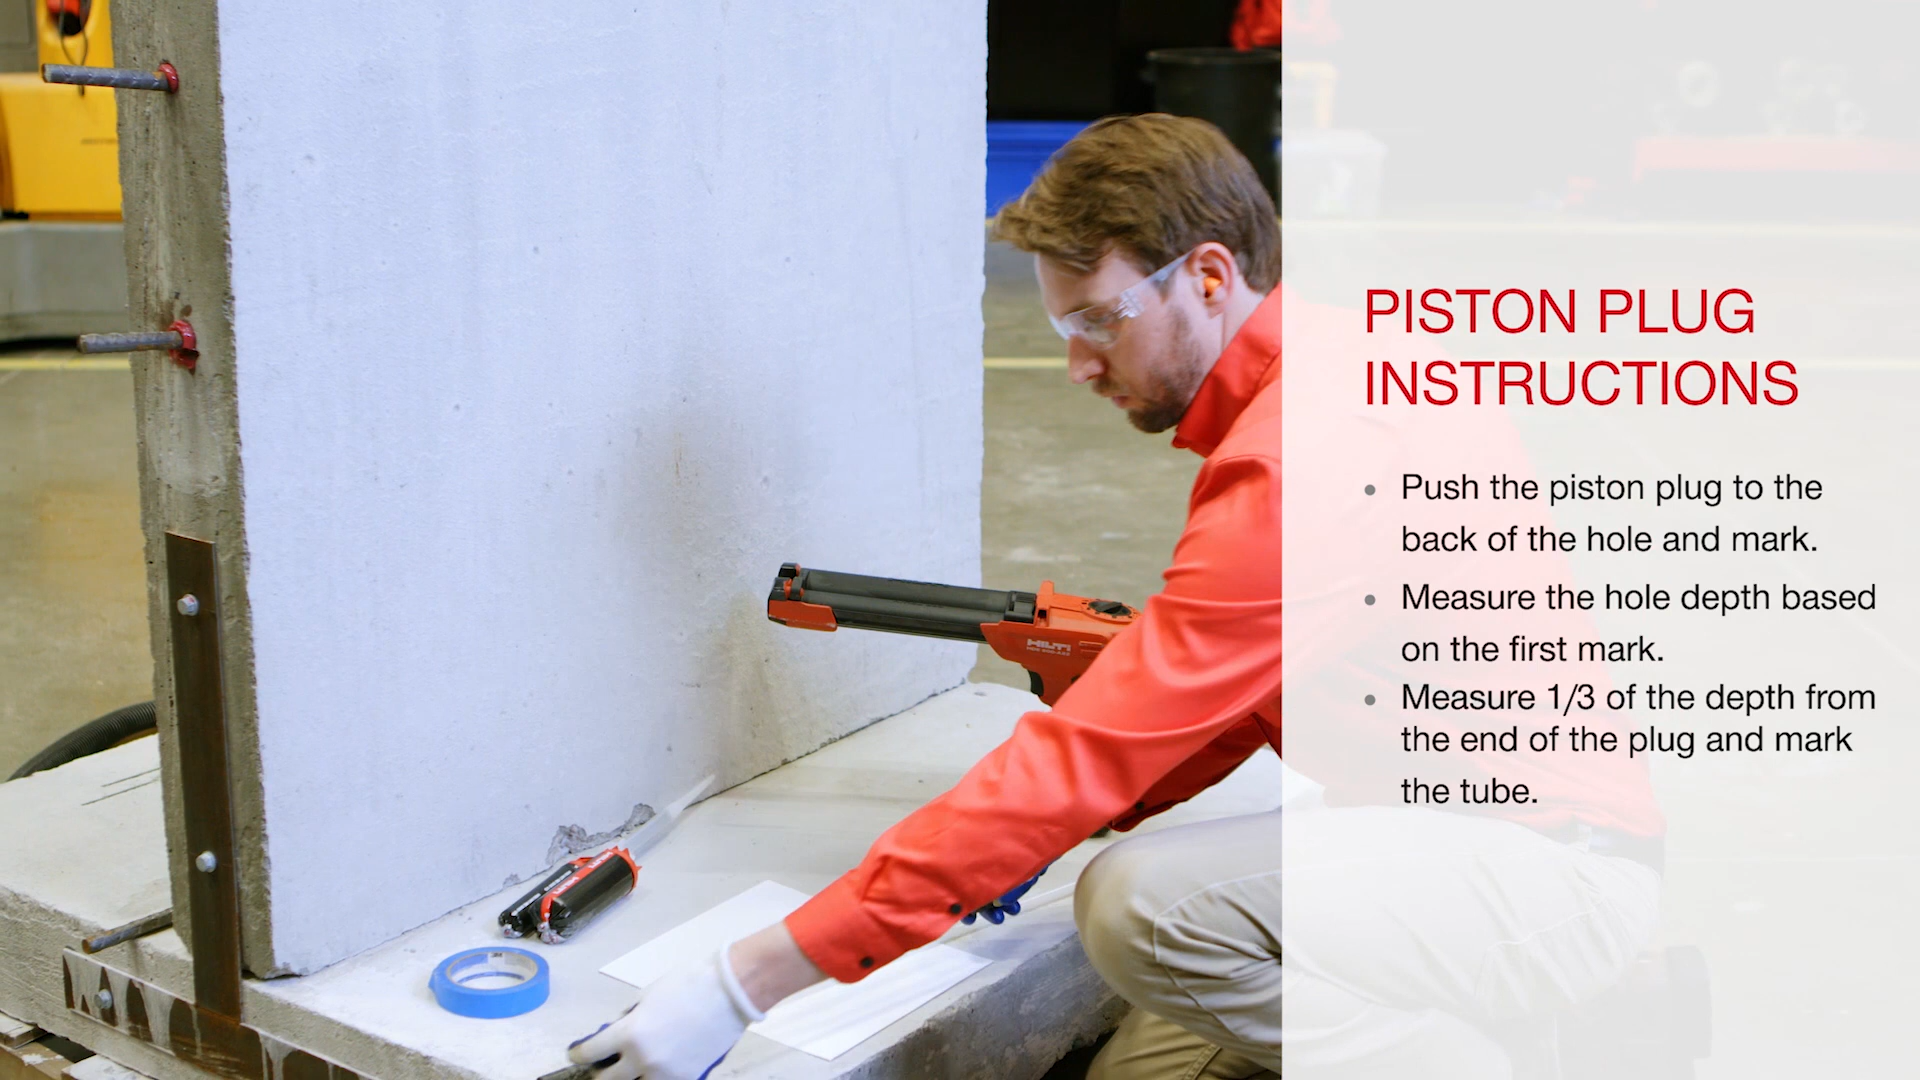 PISTON PLUG
INSTRUCTIONS
Push the piston plug to the
back of the hole and mark.
Measure the hole depth based
on the first mark.
Measure 1/3 of the depth from
the end of the plug and mark
the tube.
HILTI
HILTI